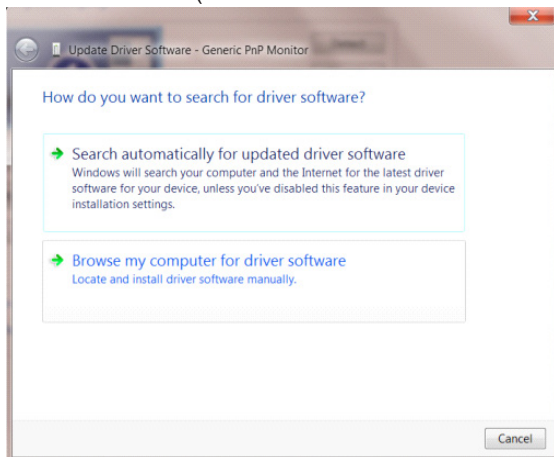 (
Update Driver Software - Generic PnP Monitor
How do you want to search for driver software?
Search automatically for updated driver software
Windows will search your computer and the Internet for the latest driver
software for your device, unless you've disabled this feature in your device
installation settings.
Browse my computer for driver software
Locate and install driver software manually.
Cancel